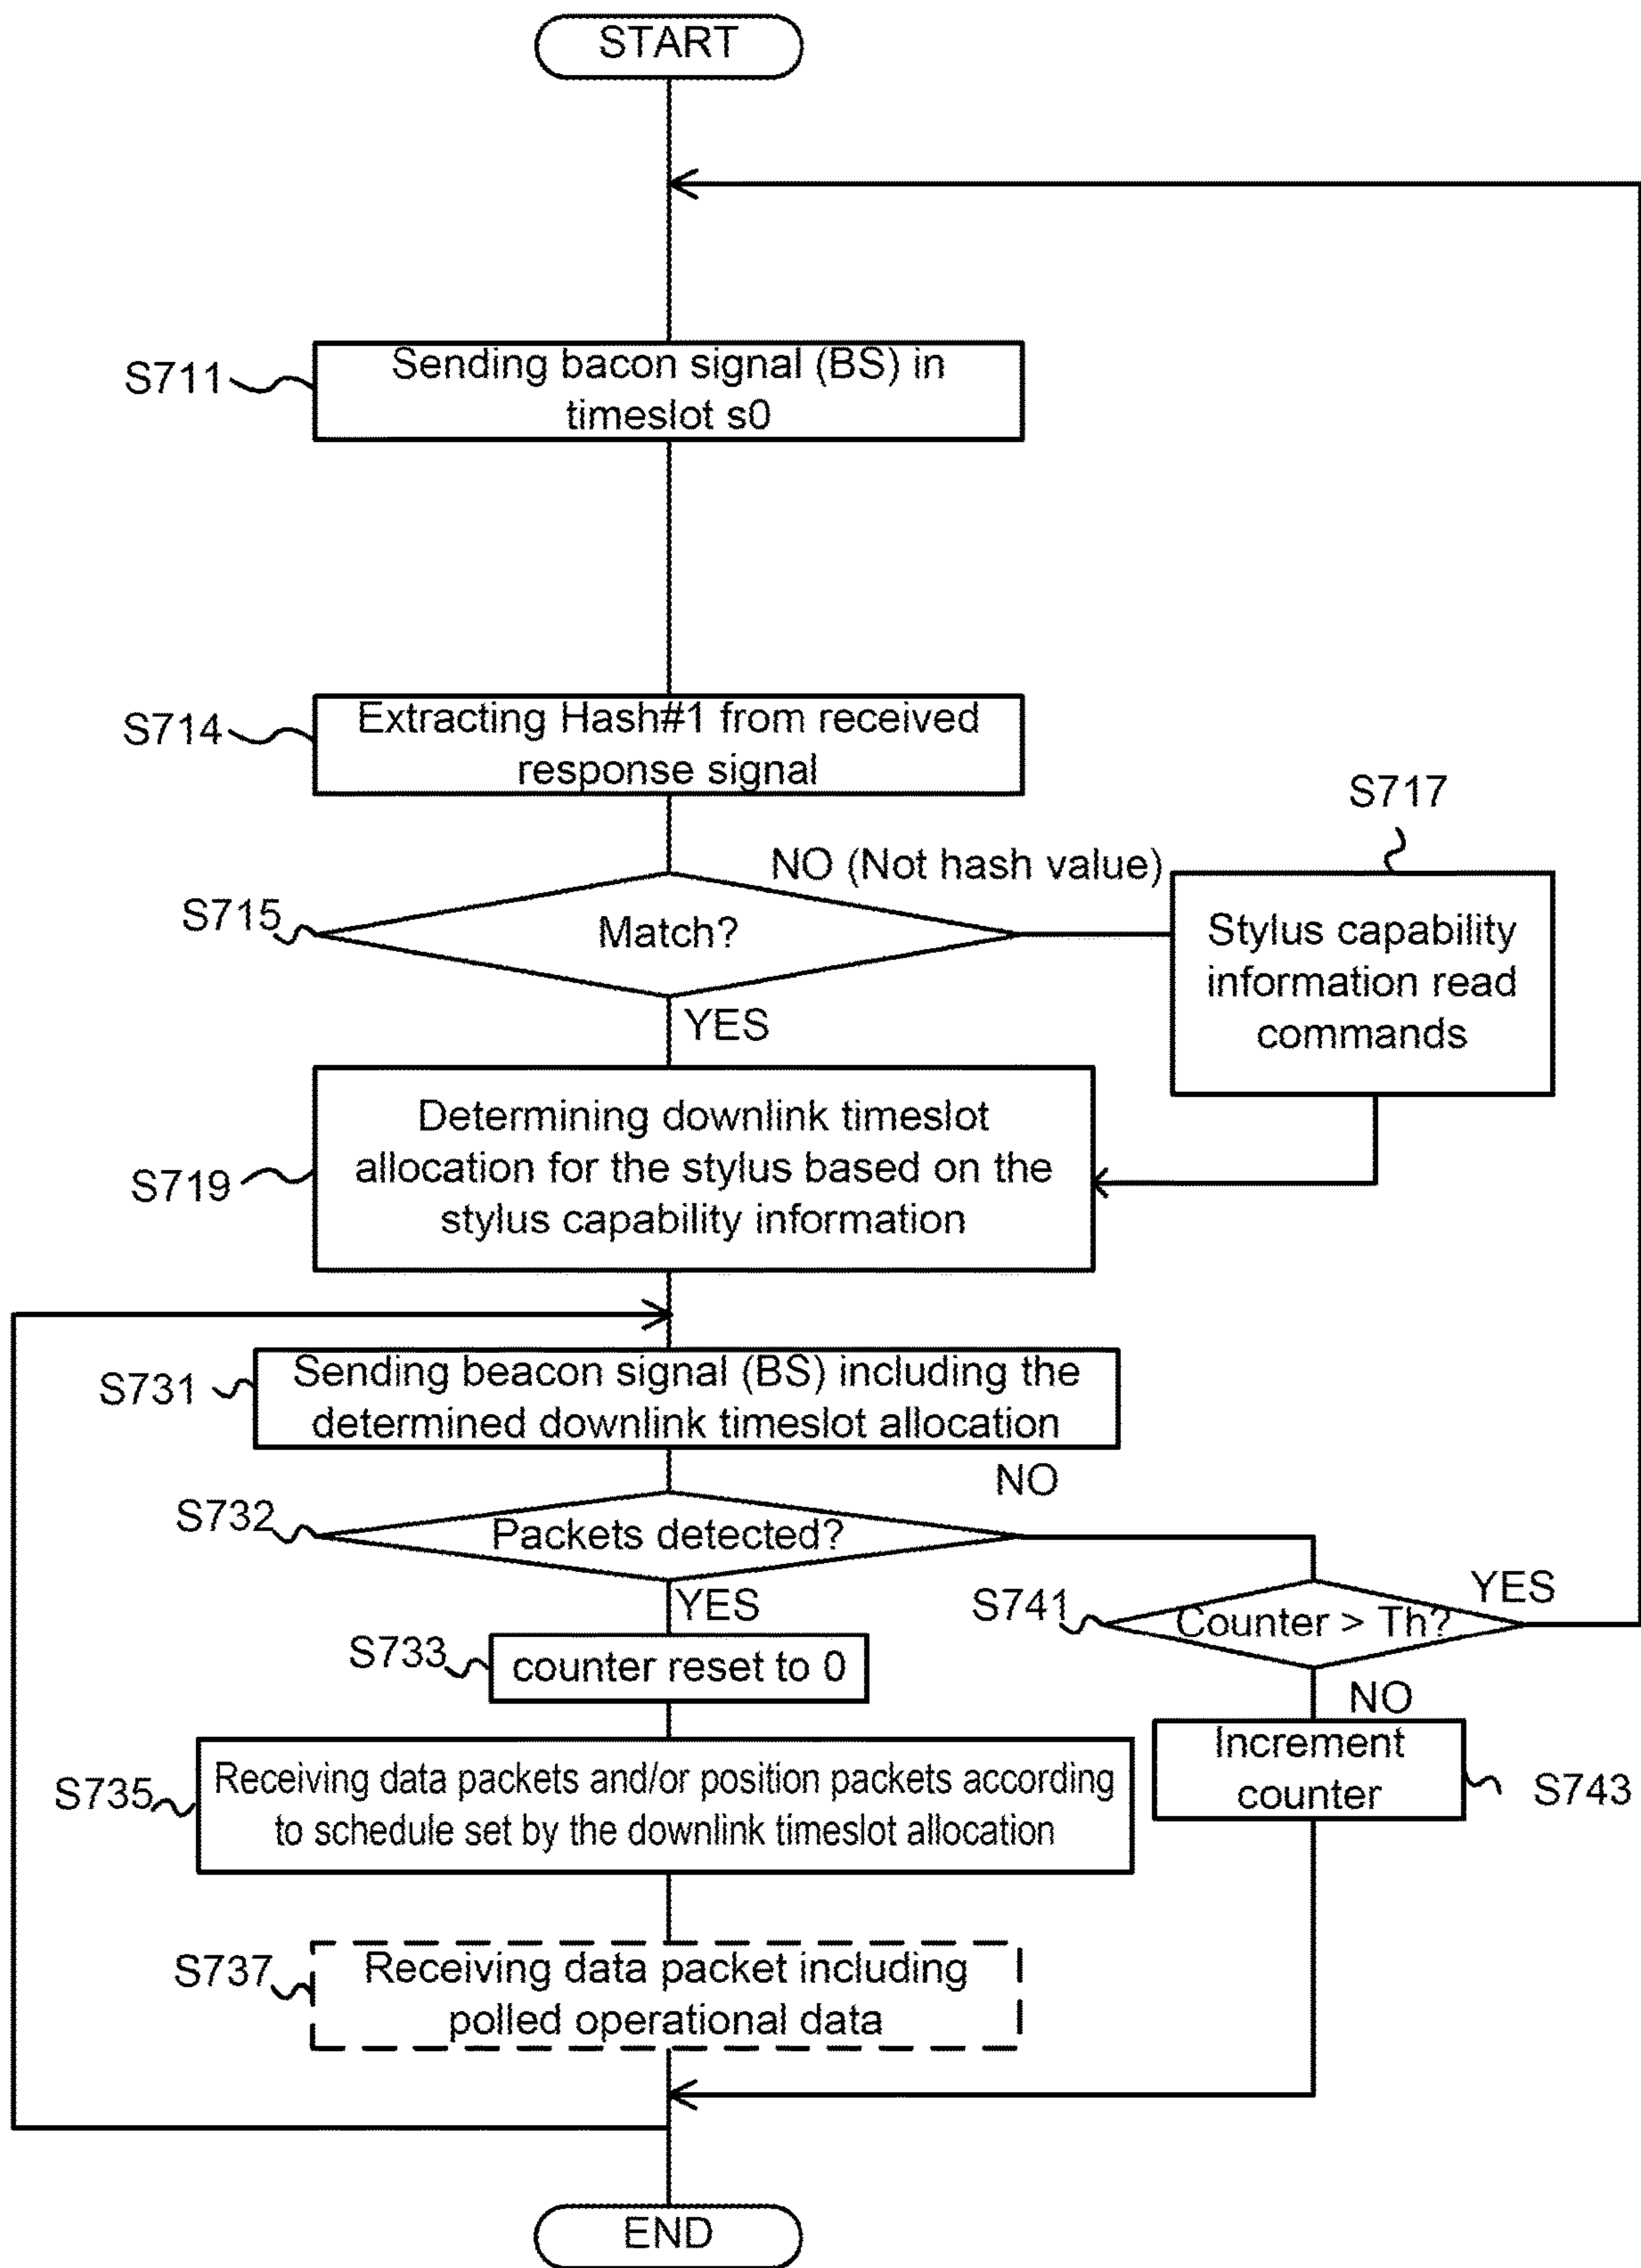 START
S711
Sending bacon signal (BS) in
timeslot s0
S714
Extracting Hash#1 from received
response signal
S717
NO (Not hash value)
S715
Match?
Stylus capability
information read
commands
YES
S719
Determining downlink timeslot
allocation for the stylus based on the
stylus capability information
S731
Sending beacon signal (BS) including the
determined downlink timeslot allocation
NO
S732
Packets detected?
YES
S741
Counter > Th?
YES
S733
counter reset to 0
NO
Increment
counter
S743
S735
Receiving data packets and/or position packets according
to schedule set by the downlink timeslot allocation
S737
Receiving data packet including
polled operational data
END